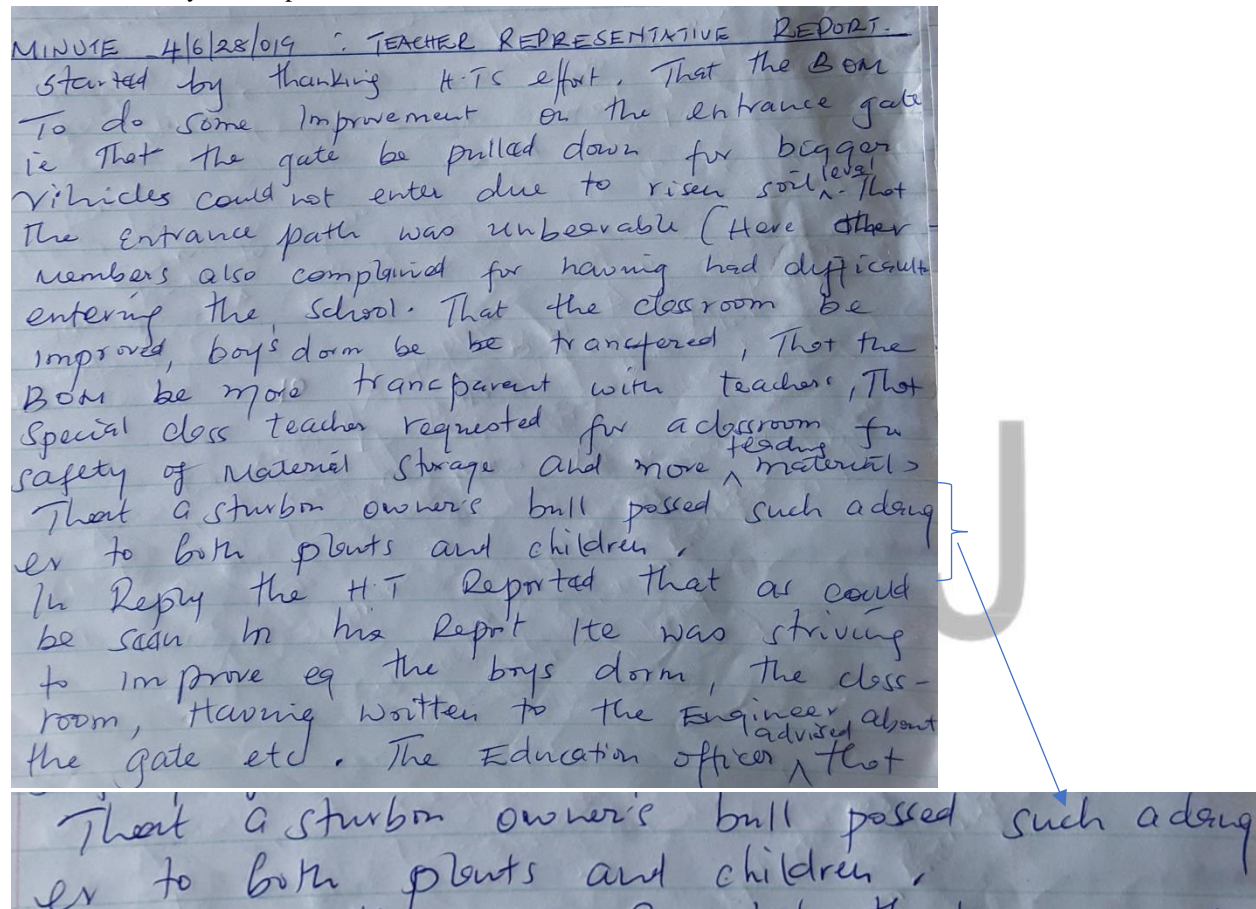 MINUTE 4/6/28/019 : TEACHER REPRESENTATIVE REPORT.
started by thanking H.TS effort. That the BOM
To do some Improvement on the entrance gate
ie That the gate be pulled down for bigger
vihicles could not enter due to risen soil level. That
The Entrance path was unbearable (Here other
members also complained for having had difficault
entering the school. That the classroom be
improved, boy's dorm be be trancfered, That the
BOM be more trancparent with teachers, That
Special class teacher requested for a classroom for
safety of Material storage and more materials
That a sturbon owner's bull possed such a dang
er to both plants and children.
In Reply the H.T Reported that as could
be seen in his Report He was striving
to improve eg the boys dorm, the class-
room, Having written to the Engineer about
the gate etc. The Education officer advised that
J
That a sturbon owner's bull possed such a dang
er to both plants and children,